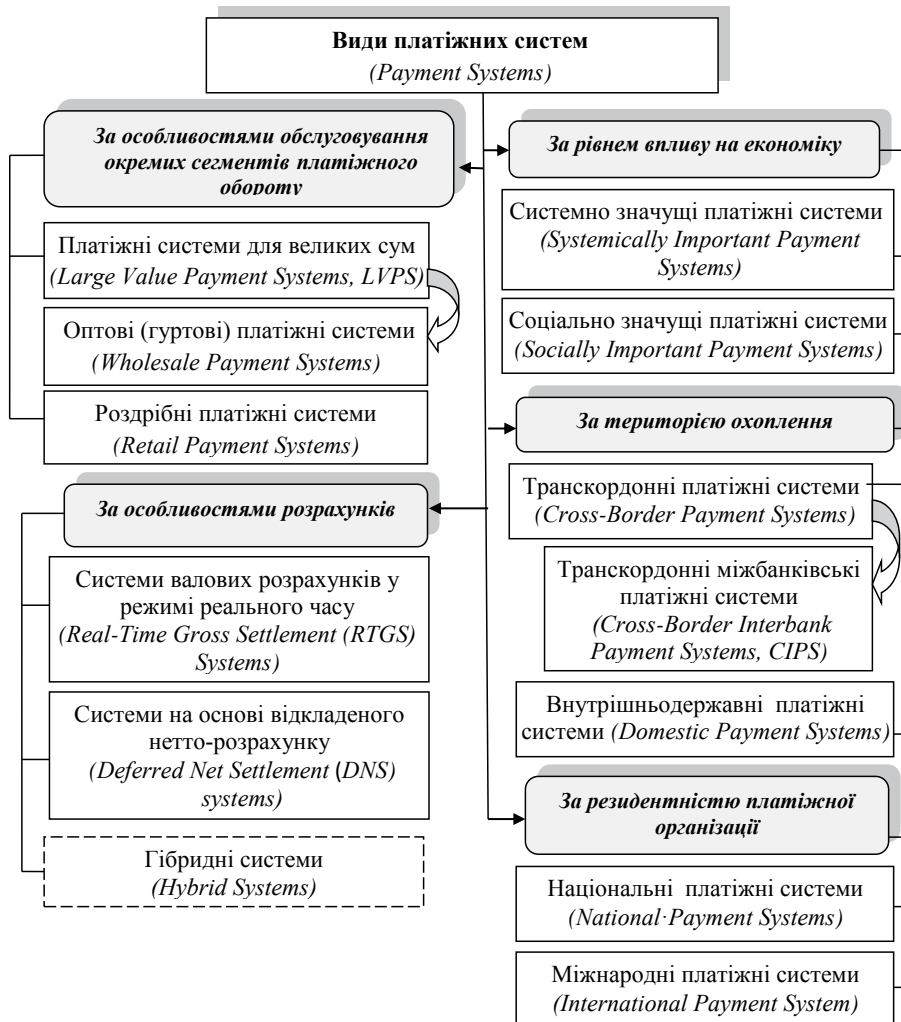 Види платіжних систем
(Payment Systems)
За особливостями обслуговування
окремих сегментів платіжного
обороту
Платіжні системи для великих сум
(Large Value Payment Systems, LVPS)
Оптові (гуртові) платіжні системи
(Wholesale Payment Systems)
Роздрібні платіжні системи
(Retail Payment Systems)
За особливостями розрахунків
Системи валових розрахунків у
режимі реального часу
(Real-Time Gross Settlement (RTGS)
Systems)
Системи на основі відкладеного
нетто-розрахунку
(Deferred Net Settlement (DNS)
systems)
Гібридні системи
(Hybrid Systems)
За рівнем впливу на економіку
Системно значущі платіжні системи
(Systemically Important Payment
Systems)
Соціально значущі платіжні системи
(Socially Important Payment Systems)
За територією охоплення
Транскордонні платіжні системи
(Cross-Border Payment Systems)
Транскордонні міжбанківські
платіжні системи
(Cross-Border Interbank
Payment Systems, CIPS)
Внутрішньодержавні платіжні
системи (Domestic Payment Systems)
За резидентністю платіжної
організації
Національні платіжні системи
(National·Payment Systems)
Міжнародні платіжні системи
(International Payment System)